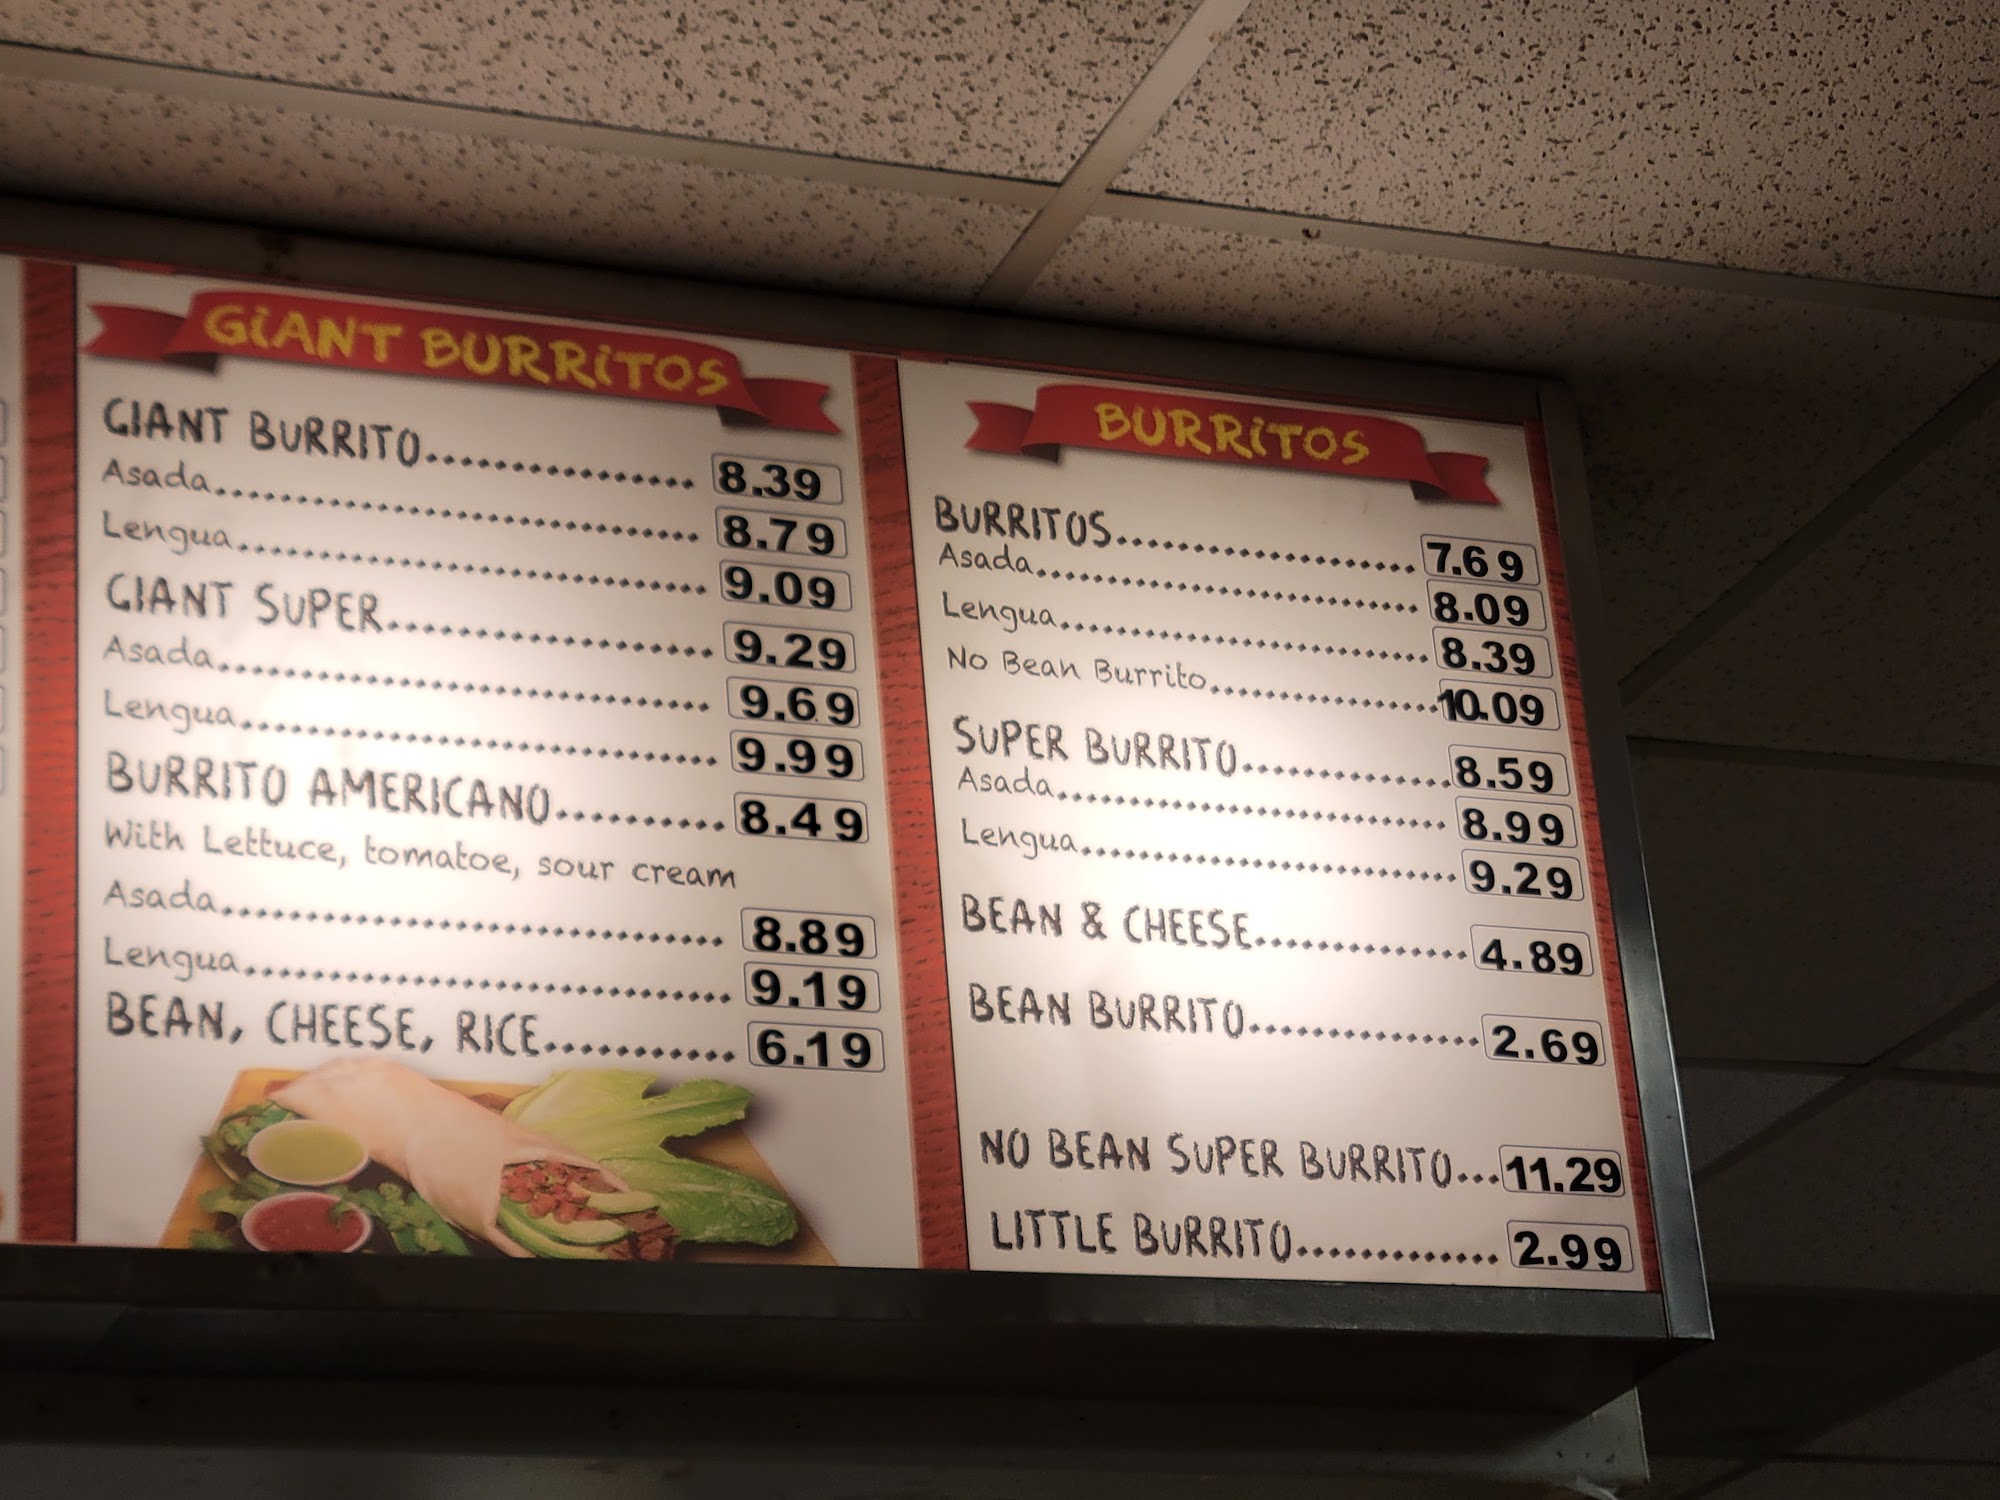 GiANT BURRiTOS
GIANT BURRITO............... 8.39
Asada............................ 8.79
Lengua........................... 9.09
GIANT SUPER.................. 9.29
Asada............................ 9.69
Lengua........................... 9.99
BURRITO AMERICANO.......... 8.49
With Lettuce, tomatoe, sour cream
Asada............................ 8.89
Lengua........................... 9.19
BEAN, CHEESE, RICE........... 6.19
BURRiTOS
BURRITOS.................... 7.69
Asada............................ 8.09
Lengua........................... 8.39
No Bean Burrito................. 10.09
SUPER BURRITO.............. 8.59
Asada............................ 8.99
Lengua........................... 9.29
BEAN & CHEESE.............. 4.89
BEAN BURRITO............... 2.69
NO BEAN SUPER BURRITO... 11.29
LITTLE BURRITO............. 2.99